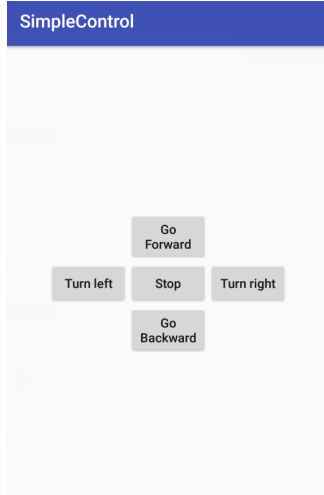 SimpleControl
Go
Forward
Turn left
Stop
Turn right
Go
Backward